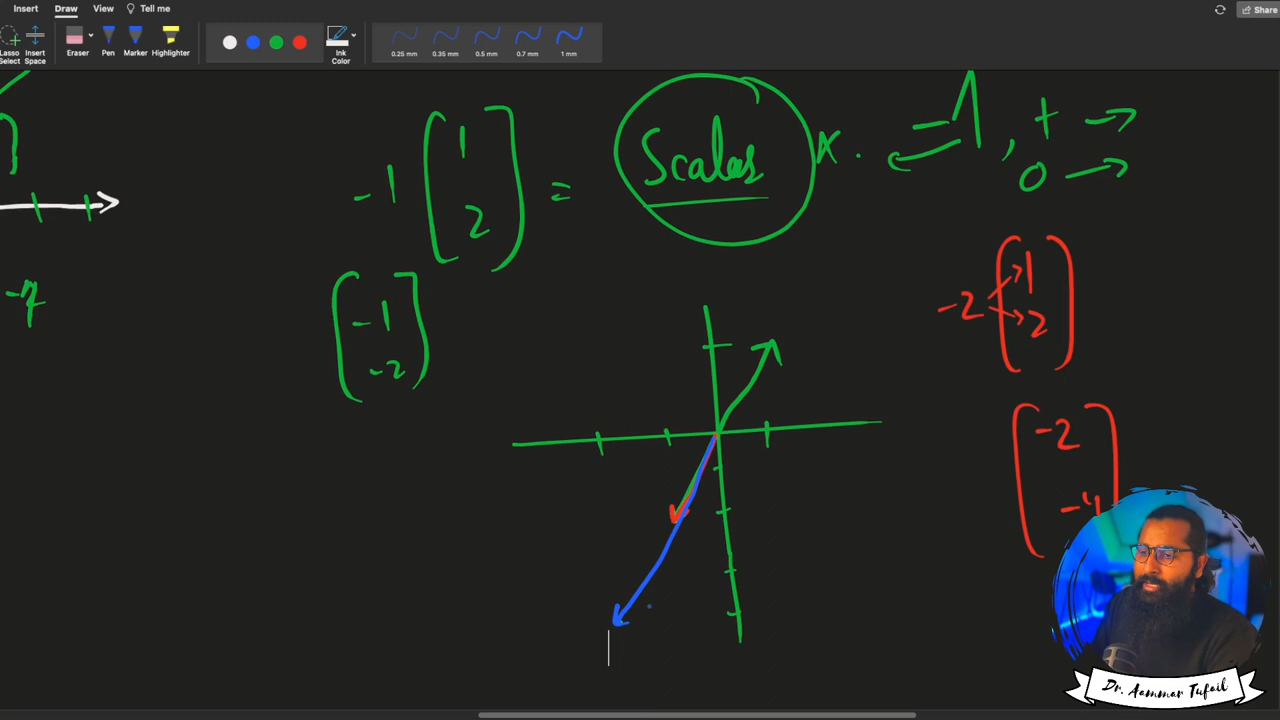 Insert Draw View Tell me
Share
Lasso Select
Insert Space
Eraser
Pen
Marker
Highlighter
Ink Color
0.25 mm 0.35 mm 0.5 mm 0.7 mm 1 mm
-1 [1 2] =
Scalar x. -1, + →
0 →
-2 [1 2]
[-1 -2]
[-2 -4]
Dr. Aammar Tufail